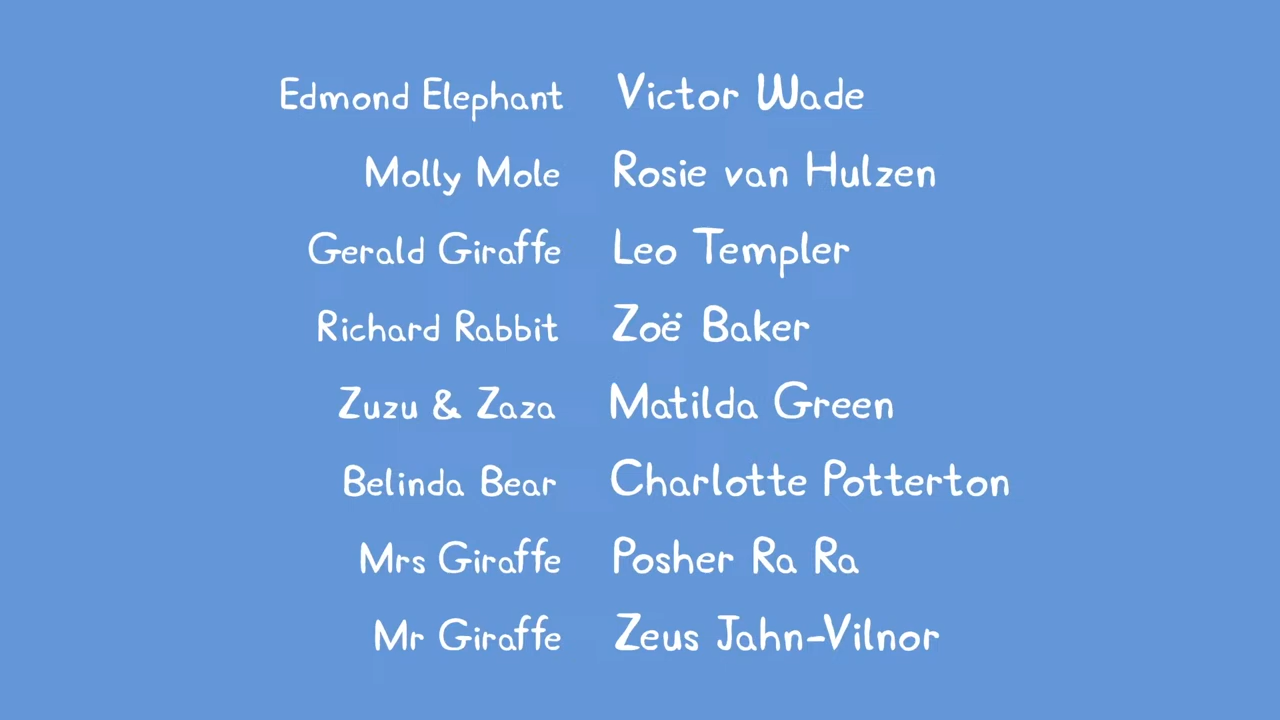 Edmond Elephant Victor Wade
Molly Mole Rosie van Hulzen
Gerald Giraffe Leo Templer
Richard Rabbit Zoë Baker
Zuzu & Zaza Matilda Green
Belinda Bear Charlotte Potterton
Mrs Giraffe Posher Ra Ra
Mr Giraffe Zeus Jahn-Vilnor